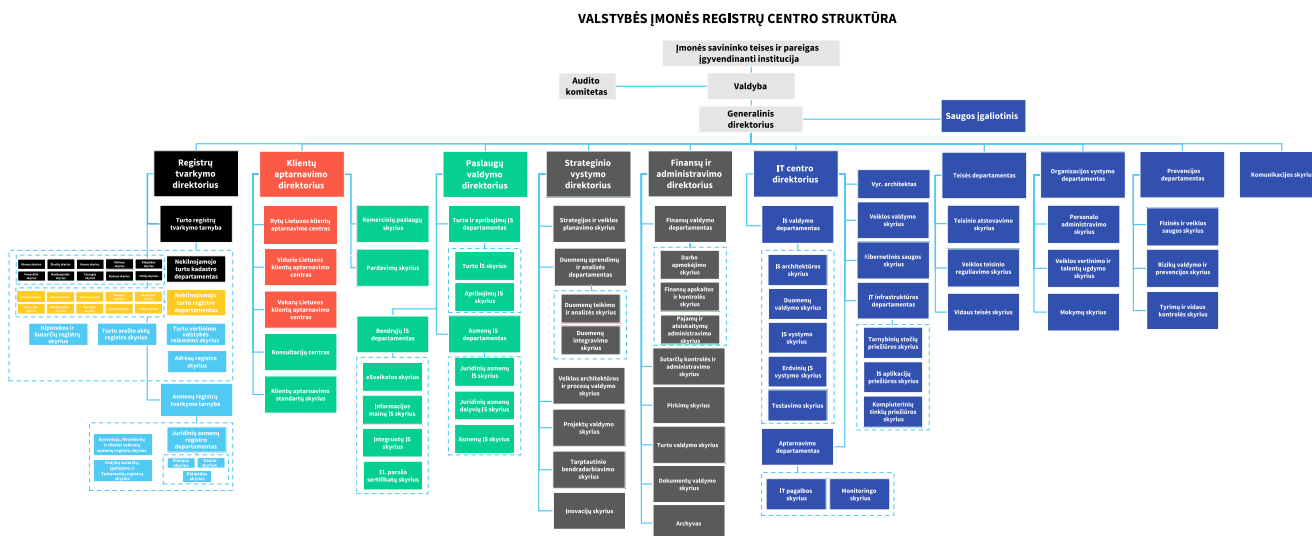 VALSTYBĖS ĮMONĖS REGISTRŲ CENTRO STRUKTŪRA
Įmonės savininko teises ir pareigas
įgyvendinanti institucija
Audito
komitetas
Valdyba
Generalinis
direktorius
Saugos įgaliotinis
Registrų
tvarkymo
direktorius
Turto registrų
tvarkymo tarnyba
Nekilnojamojo
turto kadastro
departamentas
Nekilnojamojo
turto registro
departamentas
Hipotekos ir
Sutarčių registrų
skyrius
Turto arešto aktų
registro skyrius
Turto vertinimo
valstybės
reikmėms skyrius
Adresų registro
skyrius
Asmenų registrų
tvarkymo tarnyba
Juridinių asmenų
registro
departamentas
Vilniaus
skyrius
Kauno
skyrius
Klaipėdos
skyrius
Klientų
aptarnavimo
direktorius
Rytų Lietuvos klientų
aptarnavimo centras
Vidurio Lietuvos
klientų aptarnavimo
centras
Vakarų Lietuvos
klientų aptarnavimo
centras
Konsultacijų centras
Klientų aptarnavimo
standartų skyrius
Paslaugų
valdymo
direktorius
Komercinių paslaugų
skyrius
Pardavimų skyrius
Bendrųjų IS
departamentas
eSveikatos skyrius
Informacijos
mainų IS skyrius
Integruotų IS
skyrius
El. parašo
sertifikatų skyrius
Turto ir apribojimų IS
departamentas
Turto IS skyrius
Apribojimų IS
skyrius
Asmenų IS
departamentas
Juridinių asmenų
IS skyrius
Juridinių asmenų
dalyvių IS skyrius
Asmenų IS
skyrius
Strateginio
vystymo
direktorius
Strategijos ir veiklos
planavimo skyrius
Duomenų sprendimų
ir analizės
departamentas
Duomenų teikimo
ir analizės skyrius
Duomenų
integravimo
skyrius
Veiklos architektūros
ir procesų valdymo
skyrius
Projektų valdymo
skyrius
Tarptautinio
bendradarbiavimo
skyrius
Inovacijų skyrius
Finansų ir
administravimo
direktorius
Finansų valdymo
departamentas
Darbo
apmokėjimo
skyrius
Finansų apskaitos
ir kontrolės
skyrius
Pajamų ir
atsiskaitymų
administravimo
skyrius
Sutarčių kontrolės ir
administravimo
skyrius
Pirkimų skyrius
Turto valdymo skyrius
Dokumentų valdymo
skyrius
Archyvas
IT centro
direktorius
IS valdymo
departamentas
IS architektūros
skyrius
Duomenų
valdymo skyrius
IS vystymo
skyrius
Erdvinių IS
vystymo skyrius
Testavimo skyrius
Aptarnavimo
departamentas
IT pagalbos
skyrius
Monitoringo
skyrius
Vyr. architektas
Veiklos valdymo
skyrius
Kibernetinės saugos
skyrius
IT infrastruktūros
departamentas
Tarnybinių stočių
priežiūros skyrius
IS aplikacijų
priežiūros skyrius
Kompiuterinių
tinklų priežiūros
skyrius
Teisės departamentas
Teisinio atstovavimo
skyrius
Veiklos teisinio
reguliavimo skyrius
Vidaus teisės skyrius
Organizacijos vystymo
departamentas
Personalo
administravimo
skyrius
Veiklos vertinimo ir
talentų ugdymo
skyrius
Mokymų skyrius
Prevencijos
departamentas
Fizinės ir veiklos
saugos skyrius
Rizikų valdymo ir
prevencijos skyrius
Tyrimų ir vidaus
kontrolės skyrius
Komunikacijos skyrius